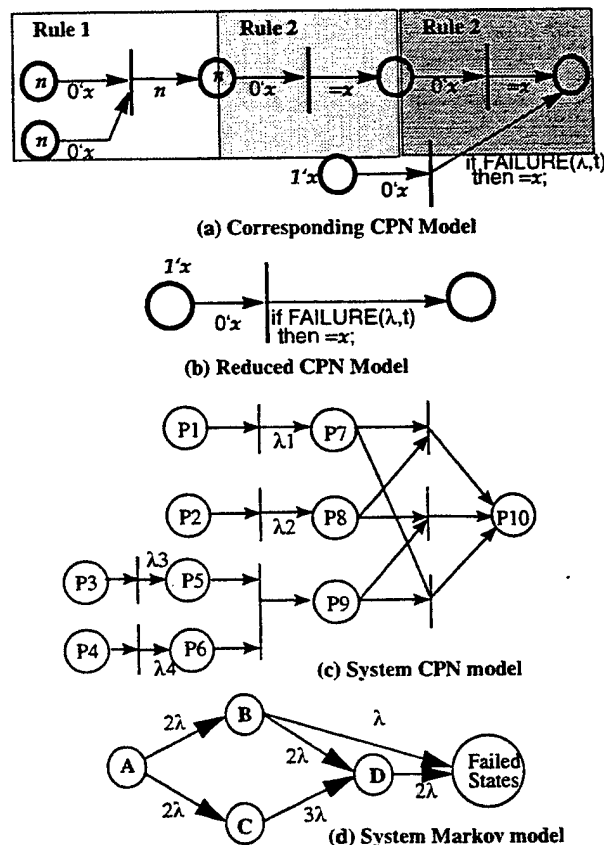 Rule 1
Rule 2
Rule 2
n
0'x
n
n
0'x
=x
0'x
=x
n
0'x
1'x
0'x
if FAILURE(λ,t)
then =x;
(a) Corresponding CPN Model
1'x
0'x
if FAILURE(λ,t)
then =x;
(b) Reduced CPN Model
P1
λ1
P7
P2
λ2
P8
P10
P3
λ3
P5
P9
P4
λ4
P6
(c) System CPN model
B
λ
2λ
A
2λ
D
2λ
Failed
States
2λ
C
3λ
(d) System Markov model